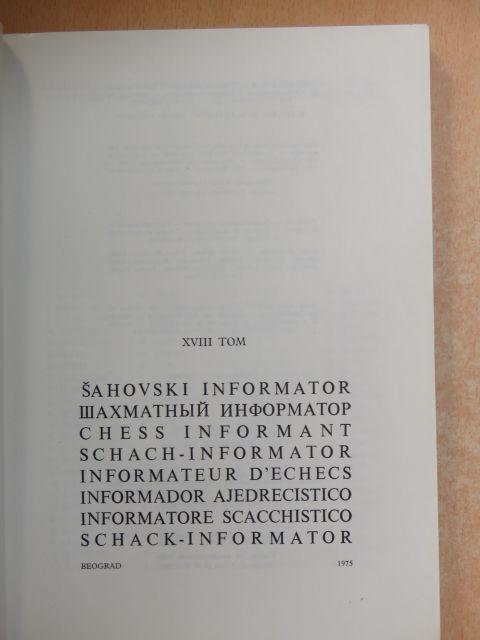 XVIII TOM
ŠAHOVSKI INFORMATOR
ШАХМАТНЫЙ ИНФОРМАТОР
CHESS INFORMANT
SCHACH-INFORMATOR
INFORMATEUR D'ECHECS
INFORMADOR AJEDRECISTICO
INFORMATORE SCACCHISTICO
SCHACK-INFORMATOR
BEOGRAD 1975